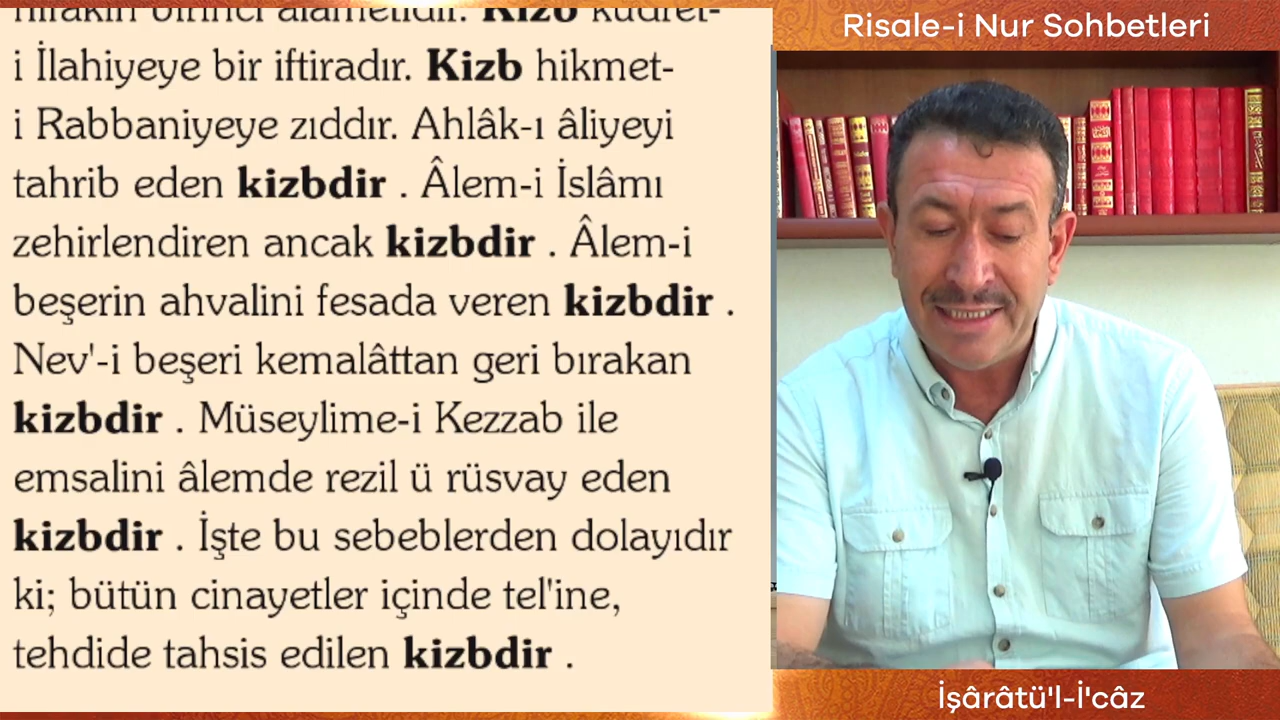 nifakın birinci alâmetidir. Kizb kudret-
i İlahiyeye bir iftiradır. Kizb hikmet-
i Rabbaniyeye zıddır. Ahlâk-ı âliyeyi
tahrib eden kizbdir . Âlem-i İslâmı
zehirlendiren ancak kizbdir . Âlem-i
beşerin ahvalini fesada veren kizbdir .
Nev'-i beşeri kemalâttan geri bırakan
kizbdir . Müseylime-i Kezzab ile
emsalini âlemde rezil ü rüsvay eden
kizbdir . İşte bu sebeblerden dolayıdır
ki; bütün cinayetler içinde tel'ine,
tehdide tahsis edilen kizbdir .
Risale-i Nur Sohbetleri
İşârâtü'l-İ'câz